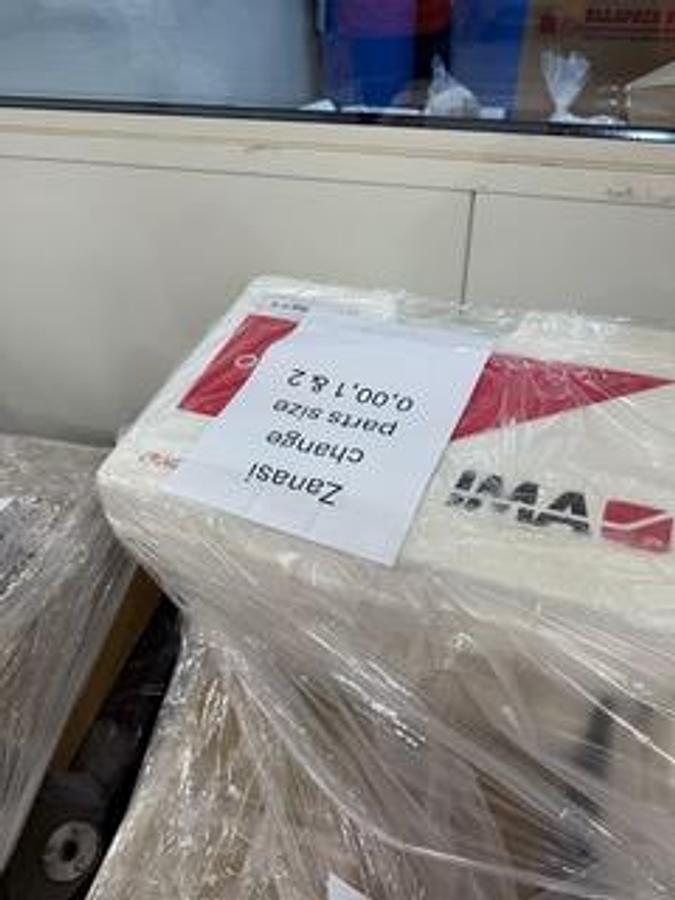 Zanasi
change
parts size
0,00,1 & 2
IMA